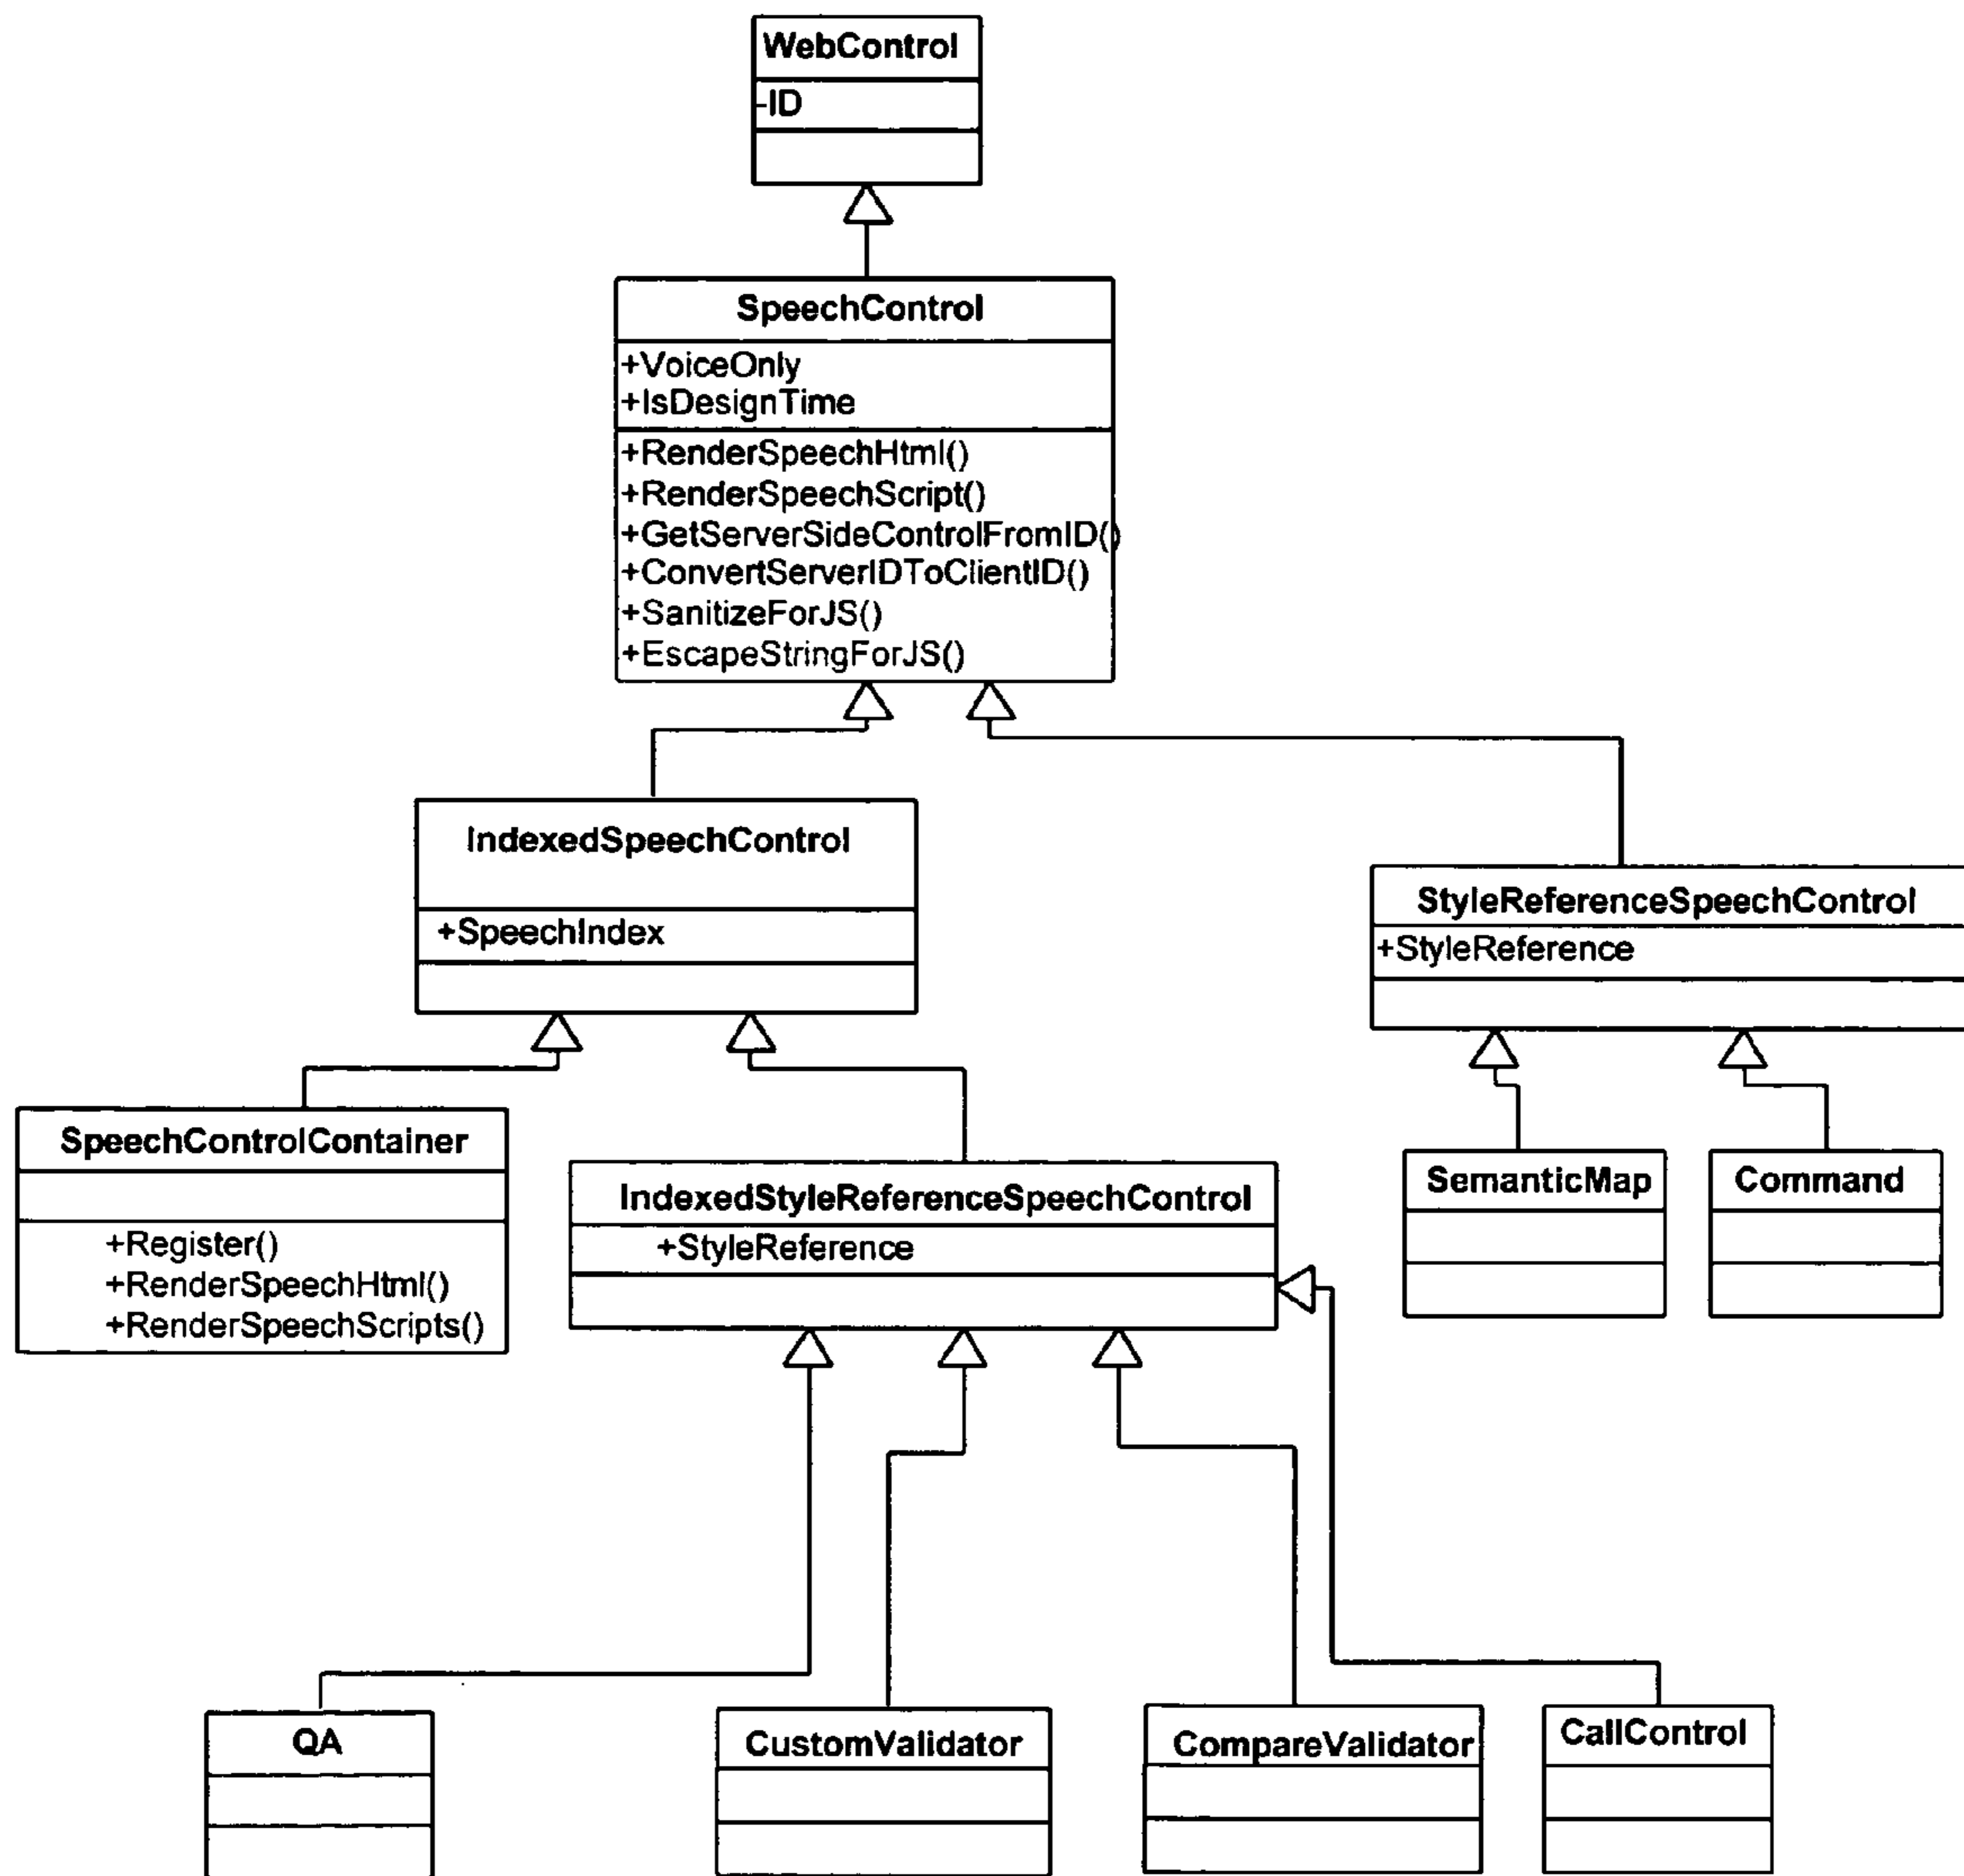 WebControl
-ID
SpeechControl
+VoiceOnly
+IsDesignTime
+RenderSpeechHtml()
+RenderSpeechScript()
+GetServerSideControlFromID()
+ConvertServerIDToClientID()
+SanitizeForJS()
+EscapeStringForJS()
IndexedSpeechControl
+SpeechIndex
StyleReferenceSpeechControl
+StyleReference
SpeechControlContainer
+Register()
+RenderSpeechHtml()
+RenderSpeechScripts()
IndexedStyleReferenceSpeechControl
+StyleReference
SemanticMap
Command
QA
CustomValidator
CompareValidator
CallControl